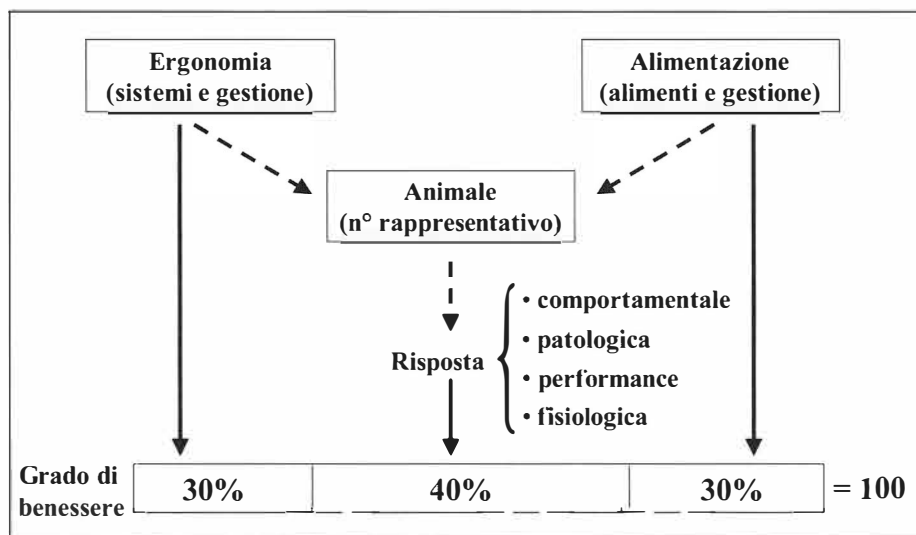 Ergonomia
(sistemi e gestione)
Alimentazione
(alimenti e gestione)
Animale
(n° rappresentativo)
Risposta
• comportamentale
• patologica
• performance
• fisiologica
Grado di
benessere
30%
40%
30%
= 100